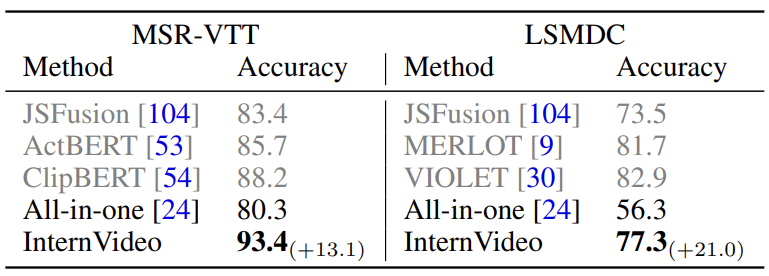 MSR-VTT LSMDC
Method Accuracy Method Accuracy
JSFusion [104] 83.4 JSFusion [104] 73.5
ActBERT [53] 85.7 MERLOT [9] 81.7
ClipBERT [54] 88.2 VIOLET [30] 82.9
All-in-one [24] 80.3 All-in-one [24] 56.3
InternVideo 93.4(+13.1) InternVideo 77.3(+21.0)